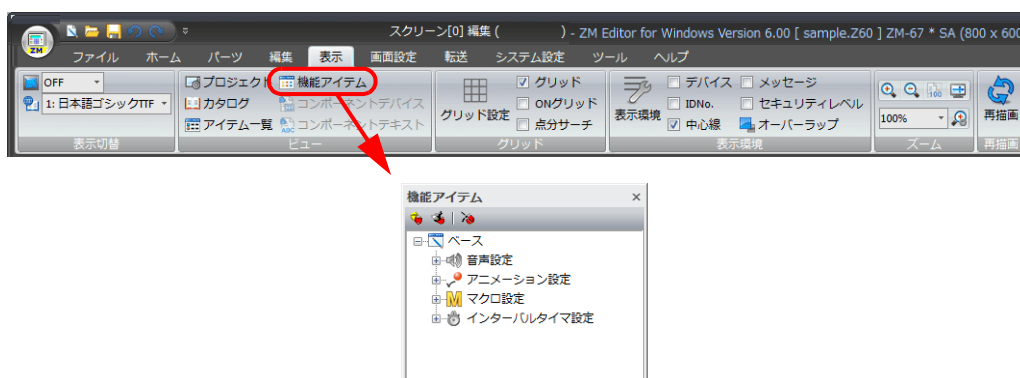 スクリーン[0] 編集 ( ) - ZM Editor for Windows Version 6.00 [ sample.Z60 ] ZM-67 * SA (800 x 600
ZM
ファイル ホーム パーツ 編集 表示 画面設定 転送 システム設定 ツール ヘルプ
OFF プロジェクト 機能アイテム グリッド デバイス メッセージ
1: 日本語ゴシックTTF カタログ コンポーネントデバイス グリッド設定 ONグリッド 表示環境 IDNo. セキュリティレベル 100 再描画
アイテム一覧 コンポーネントテキスト 点分サーチ 中心線 オーバーラップ 100%
表示切替 ビュー グリッド 表示環境 ズーム 再描画
機能アイテム ×
ベース
音声設定
アニメーション設定
M マクロ設定
インターバルタイマ設定